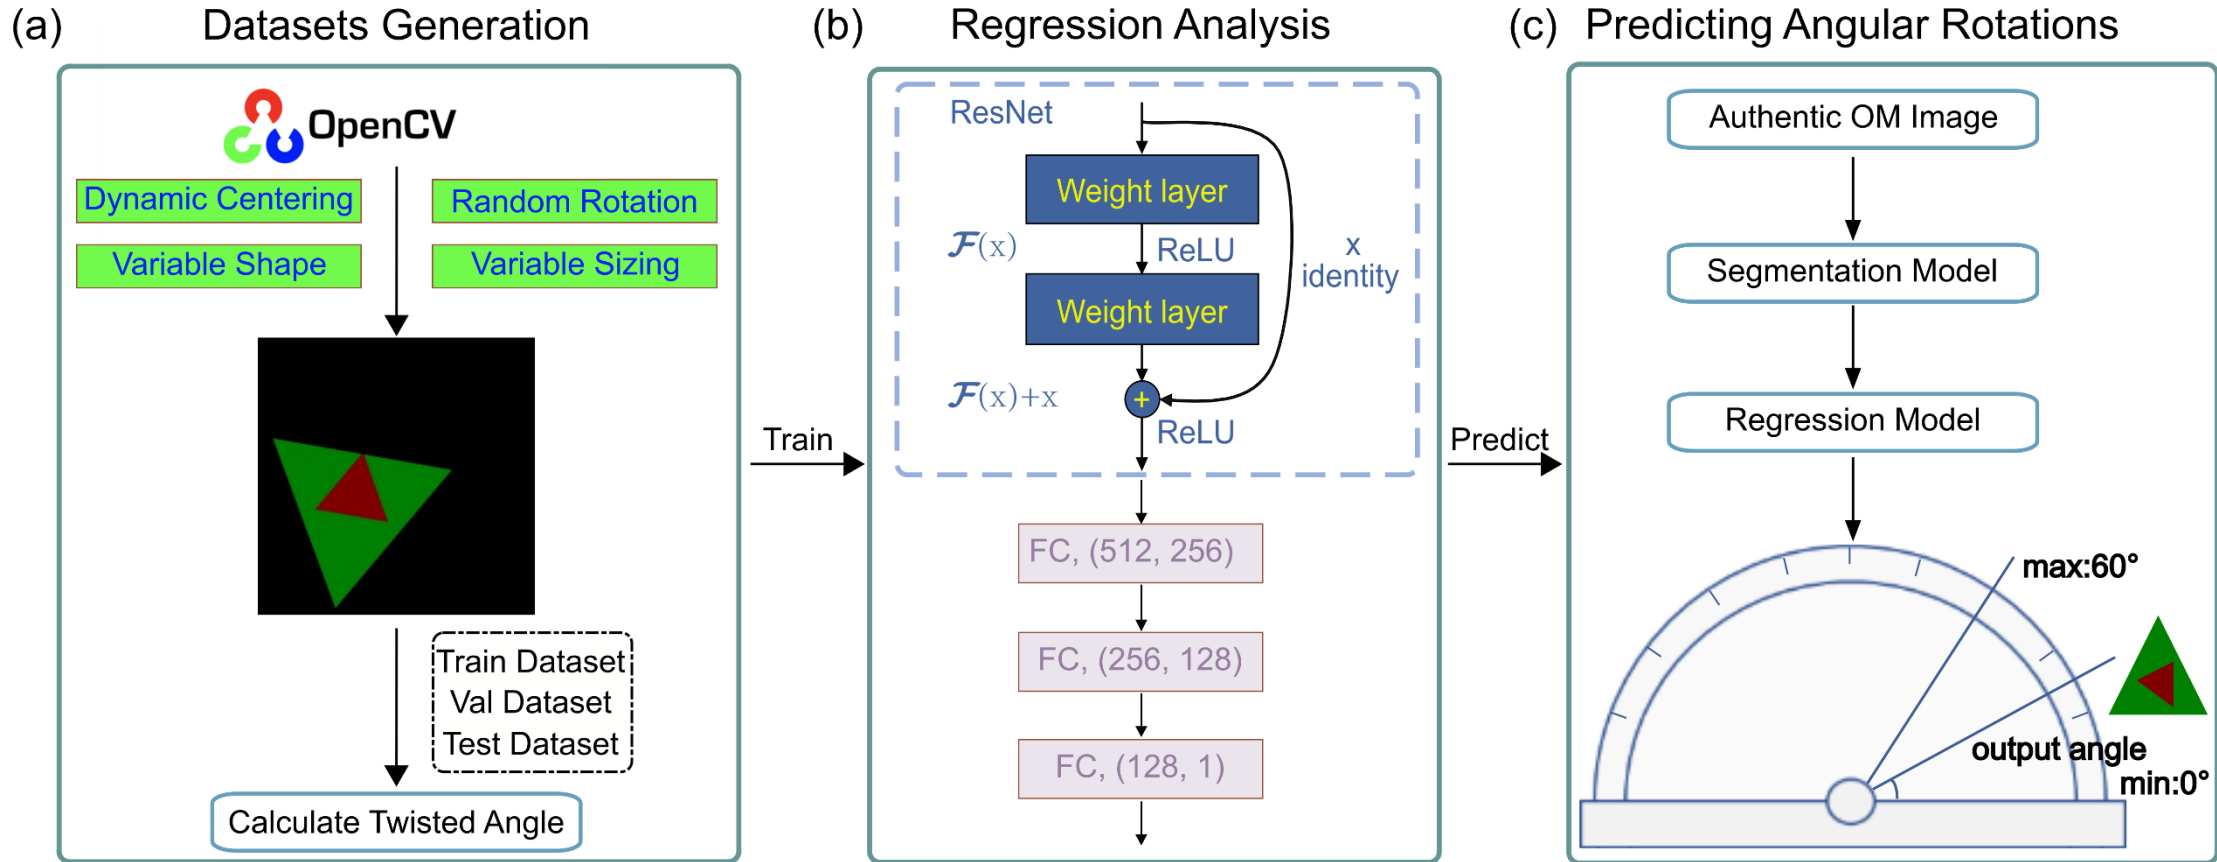 (a) Datasets Generation
OpenCV
Dynamic Centering
Random Rotation
Variable Shape
Variable Sizing
Train Dataset
Val Dataset
Test Dataset
Calculate Twisted Angle
Train
(b) Regression Analysis
ResNet
Weight layer
𝓕(x)
ReLU
x
identity
Weight layer
𝓕(x)+x
+
ReLU
FC, (512, 256)
FC, (256, 128)
FC, (128, 1)
Predict
(c) Predicting Angular Rotations
Authentic OM Image
Segmentation Model
Regression Model
max:60°
output angle
min:0°